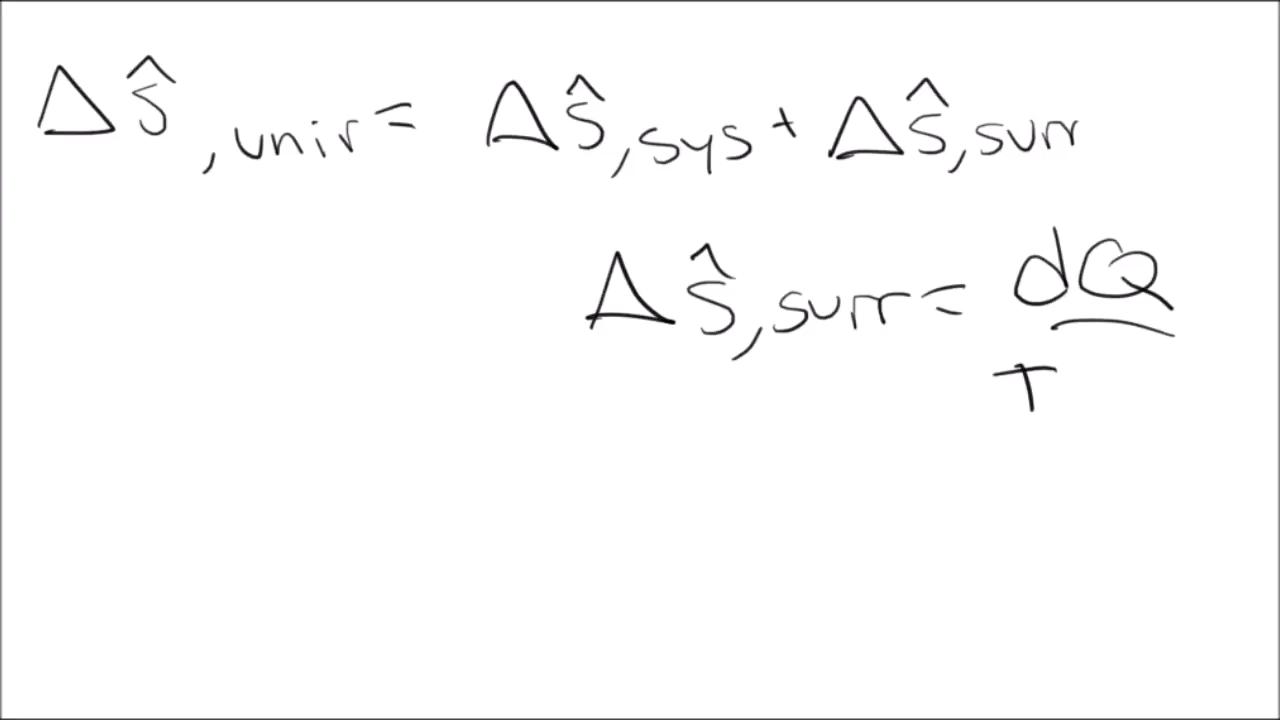 ΔŜ,univ = ΔŜ,sys + ΔŜ,surr
ΔŜ,surr = dQ
T